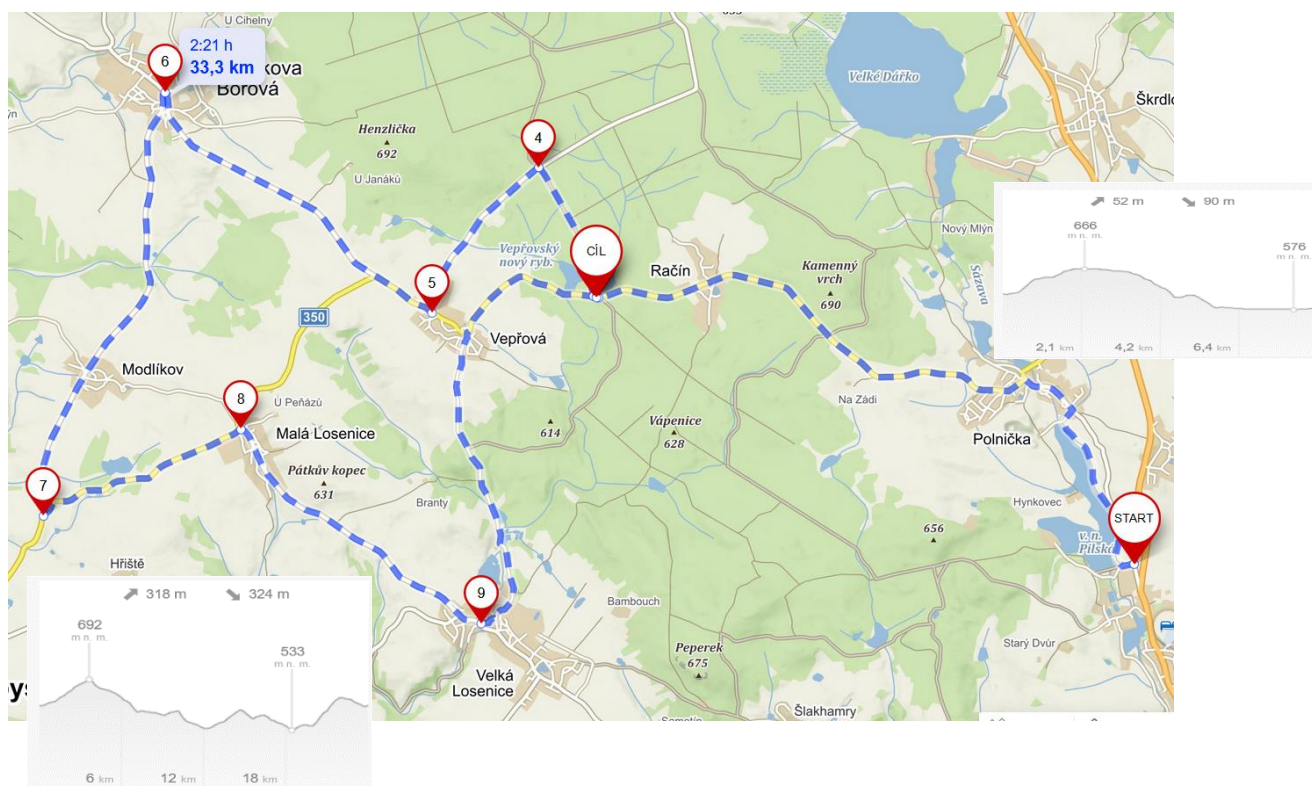 U Cihelny
6
2:21 h
33,3 km
kova
Borová
Henzlička
692
U Janáků
4
Velké Dářko
Škrdlo
52 m
90 m
666
m n. m.
576
m n. m.
2,1 km
4,2 km
6,4 km
Nový Mlýn
Sázava
Vepřovský
nový ryb.
CÍL
Račín
Kamenný
vrch
690
5
350
Vepřová
Modlíkov
8
U Peňázů
Malá Losenice
614
Vápenice
628
Na Zádi
Polnička
Pátkův kopec
631
7
Branty
Hynkovec
START
v. n.
Pilská
656
Hřiště
9
Bambouch
Starý Dvůr
Peperek
675
Velká
Losenice
Šlakhamry
318 m
324 m
692
m n. m.
533
m n. m.
6 km
12 km
18 km